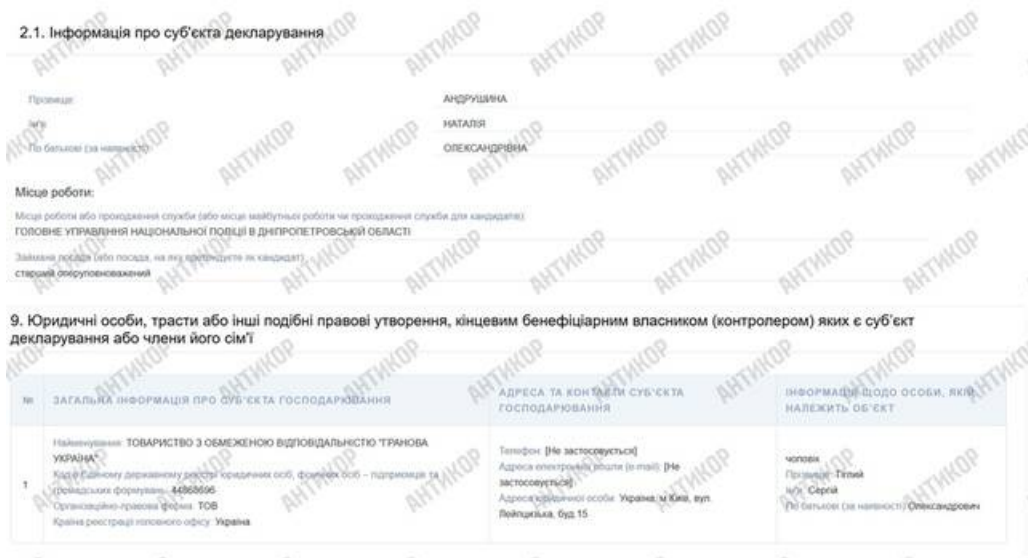 2.1. Інформація про суб'єкта декларування
Прізвище: АНДРУШИНА
Ім'я: НАТАЛІЯ
По батькові (за наявності): ОЛЕКСАНДРІВНА
Місце роботи:
Місце роботи або проходження служби (або місце майбутньої роботи чи проходження служби для кандидатів):
ГОЛОВНЕ УПРАВЛІННЯ НАЦІОНАЛЬНОЇ ПОЛІЦІЇ В ДНІПРОПЕТРОВСЬКІЙ ОБЛАСТІ
Займана посада (або посада, на яку претендуєте як кандидат):
старший оперуповноважений
9. Юридичні особи, трасти або інші подібні правові утворення, кінцевим бенефіціарним власником (контролером) яких є суб'єкт
декларування або члени його сім'ї
№ ЗАГАЛЬНА ІНФОРМАЦІЯ ПРО СУБ'ЄКТА ГОСПОДАРЮВАННЯ
АДРЕСА ТА КОНТАКТИ СУБ'ЄКТА
ГОСПОДАРЮВАННЯ
ІНФОРМАЦІЯ ЩОДО ОСОБИ, ЯКІЙ
НАЛЕЖИТЬ ОБ'ЄКТ
1
Найменування: ТОВАРИСТВО З ОБМЕЖЕНОЮ ВІДПОВІДАЛЬНІСТЮ "ГРАНОВА
УКРАЇНА"
Код в Єдиному державному реєстрі юридичних осіб, фізичних осіб – підприємців та
громадських формувань: 44868696
Організаційно-правова форма: ТОВ
Країна реєстрації головного офісу: Україна
Телефон: [Не застосовується]
Адреса електронної пошти (e-mail): [Не
застосовується]
Адреса юридичної особи: Україна, м Київ, вул.
Лейпцизька, буд 15
чоловік
Прізвище: Гіглий
Ім'я: Сергій
По батькові (за наявності): Олександрович
АНТИКОР